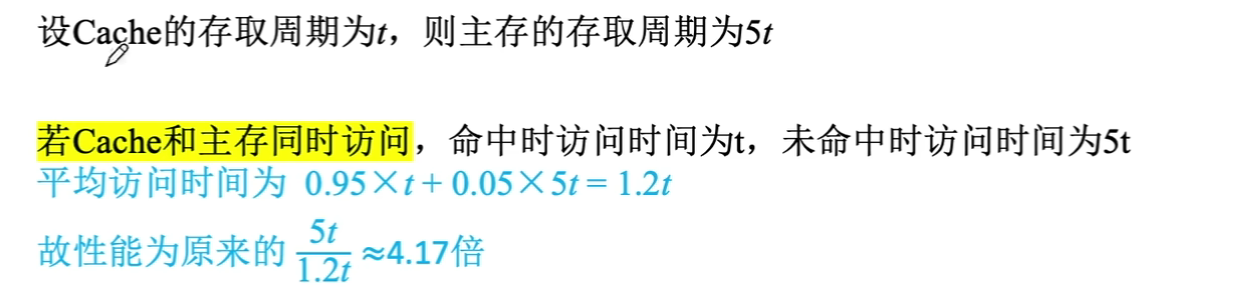 设Cache的存取周期为t，则主存的存取周期为5t
若Cache和主存同时访问，命中时访问时间为t，未命中时访问时间为5t
平均访问时间为 0.95×t + 0.05×5t = 1.2t
故性能为原来的 5t/1.2t ≈4.17倍